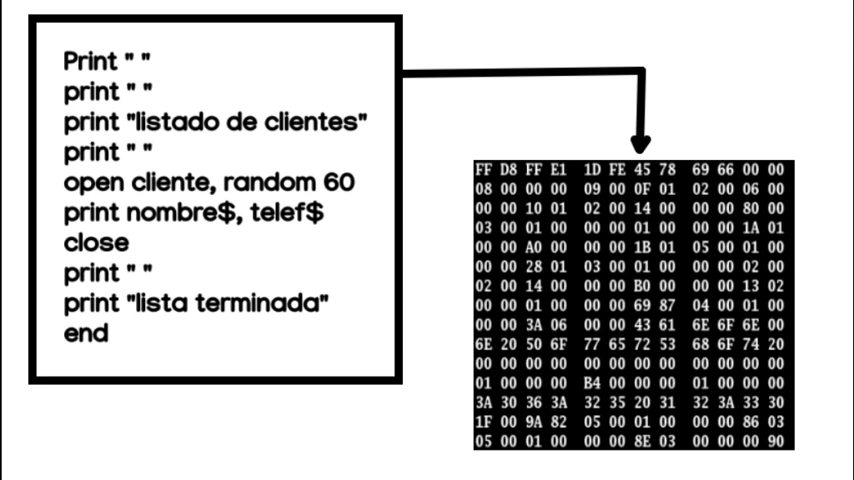 Print " "
print " "
print "listado de clientes"
print " "
open cliente, random 60
print nombre$, telef$
close
print " "
print "lista terminada"
end
FF D8 FF E1 1D FE 45 78 69 66 00 00
08 00 00 00 09 00 0F 01 02 00 06 00
00 00 10 01 02 00 14 00 00 00 80 00
03 00 01 00 00 00 01 00 00 00 1A 01
00 00 A0 00 00 00 1B 01 05 00 01 00
00 00 28 01 03 00 01 00 00 00 02 00
02 00 14 00 00 00 B0 00 00 00 13 02
00 00 01 00 00 00 69 87 04 00 01 00
00 00 3A 06 00 00 43 61 6E 6F 6E 00
6E 20 50 6F 77 65 72 53 68 6F 74 20
00 00 00 00 00 00 00 00 00 00 00 00
01 00 00 00 B4 00 00 00 01 00 00 00
3A 30 36 3A 32 35 20 31 32 3A 33 30
1F 00 9A 82 05 00 01 00 00 00 86 03
05 00 01 00 00 00 8E 03 00 00 00 90